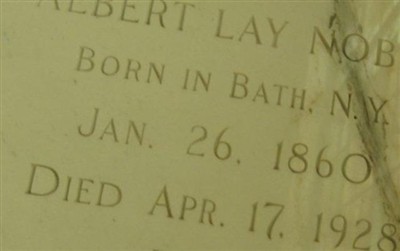 ALBERT LAY NOB
BORN IN BATH, N.Y.
JAN. 26, 1860
DIED APR. 17, 1928